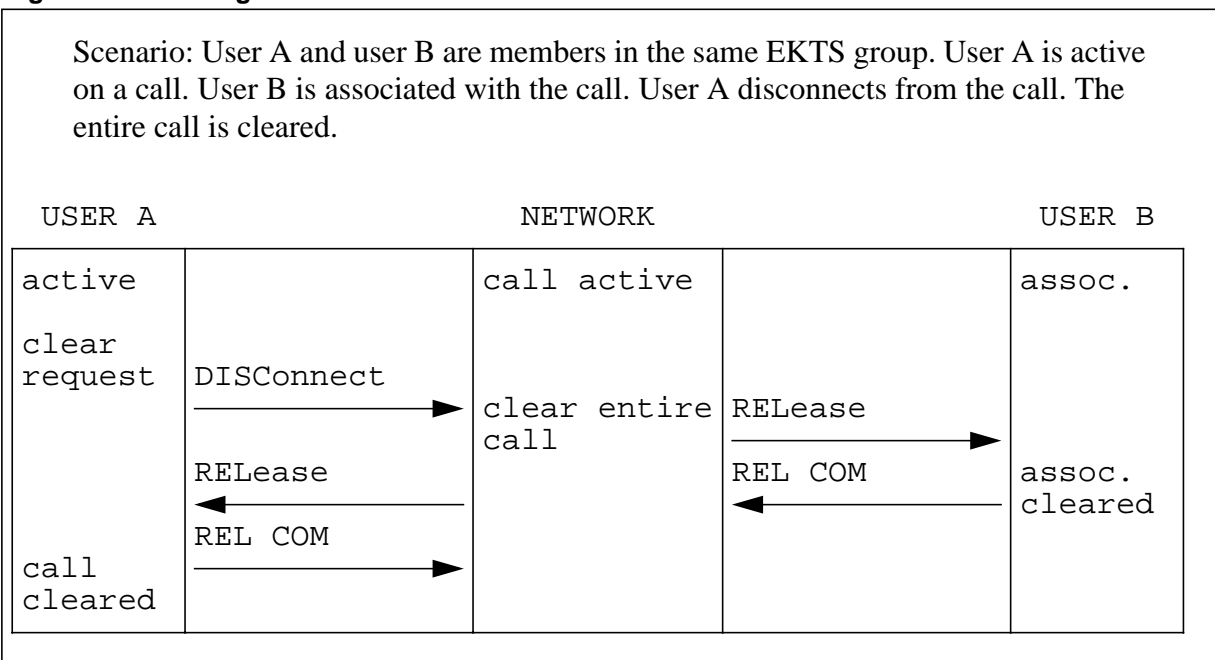 Scenario: User A and user B are members in the same EKTS group. User A is active
on a call. User B is associated with the call. User A disconnects from the call. The
entire call is cleared.
USER A NETWORK USER B
active call active assoc.
clear
request DISConnect
clear entire RELease
call
RELease REL COM assoc.
cleared
REL COM
call
cleared